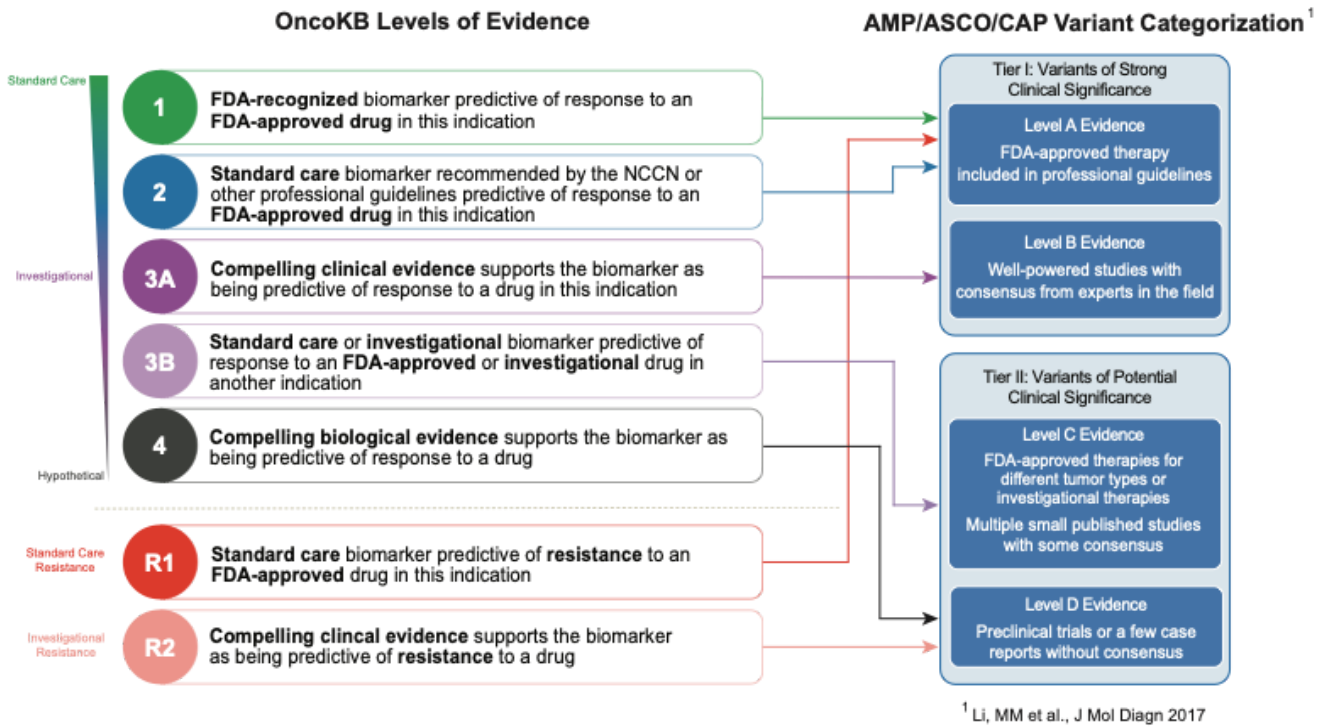 OncoKB Levels of Evidence
AMP/ASCO/CAP Variant Categorization 1
Standard Care
Investigational
Hypothetical
1
FDA-recognized biomarker predictive of response to an
FDA-approved drug in this indication
2
Standard care biomarker recommended by the NCCN or
other professional guidelines predictive of response to an
FDA-approved drug in this indication
3A
Compelling clinical evidence supports the biomarker as
being predictive of response to a drug in this indication
3B
Standard care or investigational biomarker predictive of
response to an FDA-approved or investigational drug in
another indication
4
Compelling biological evidence supports the biomarker as
being predictive of response to a drug
Standard Care
Resistance
R1
Standard care biomarker predictive of resistance to an
FDA-approved drug in this indication
Investigational
Resistance
R2
Compelling clincal evidence supports the biomarker
as being predictive of resistance to a drug
Tier I: Variants of Strong
Clinical Significance
Level A Evidence
FDA-approved therapy
included in professional guidelines
Level B Evidence
Well-powered studies with
consensus from experts in the field
Tier II: Variants of Potential
Clinical Significance
Level C Evidence
FDA-approved therapies for
different tumor types or
investigational therapies
Multiple small published studies
with some consensus
Level D Evidence
Preclinical trials or a few case
reports without consensus
1 Li, MM et al., J Mol Diagn 2017